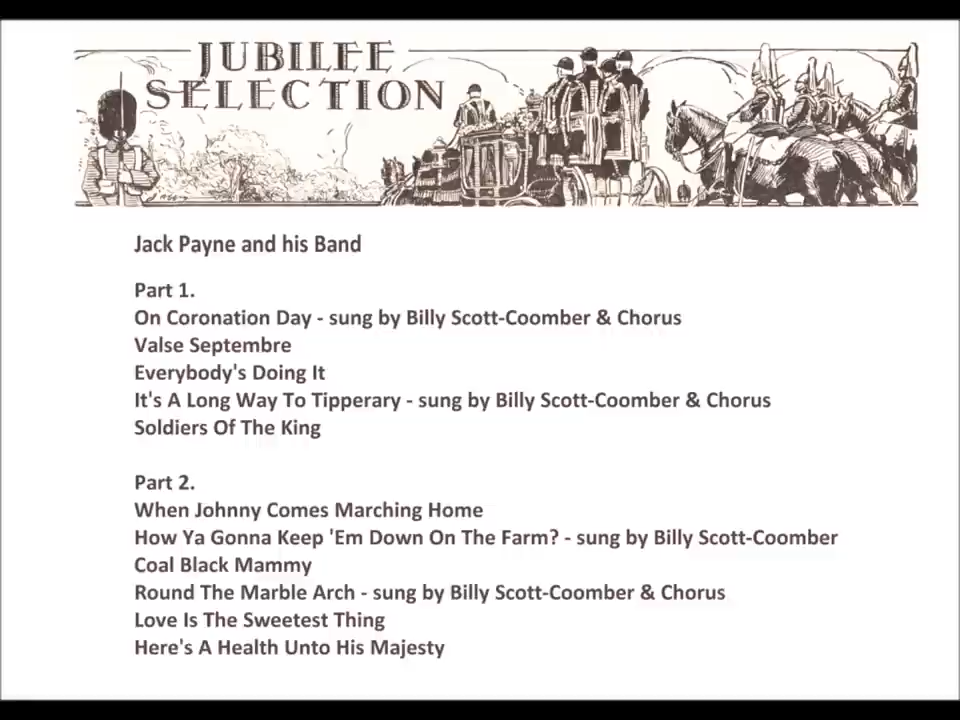 JUBILEE
SELECTION
Jack Payne and his Band
Part 1.
On Coronation Day - sung by Billy Scott-Coomber & Chorus
Valse Septembre
Everybody's Doing It
It's A Long Way To Tipperary - sung by Billy Scott-Coomber & Chorus
Soldiers Of The King
Part 2.
When Johnny Comes Marching Home
How Ya Gonna Keep 'Em Down On The Farm? - sung by Billy Scott-Coomber
Coal Black Mammy
Round The Marble Arch - sung by Billy Scott-Coomber & Chorus
Love Is The Sweetest Thing
Here's A Health Unto His Majesty